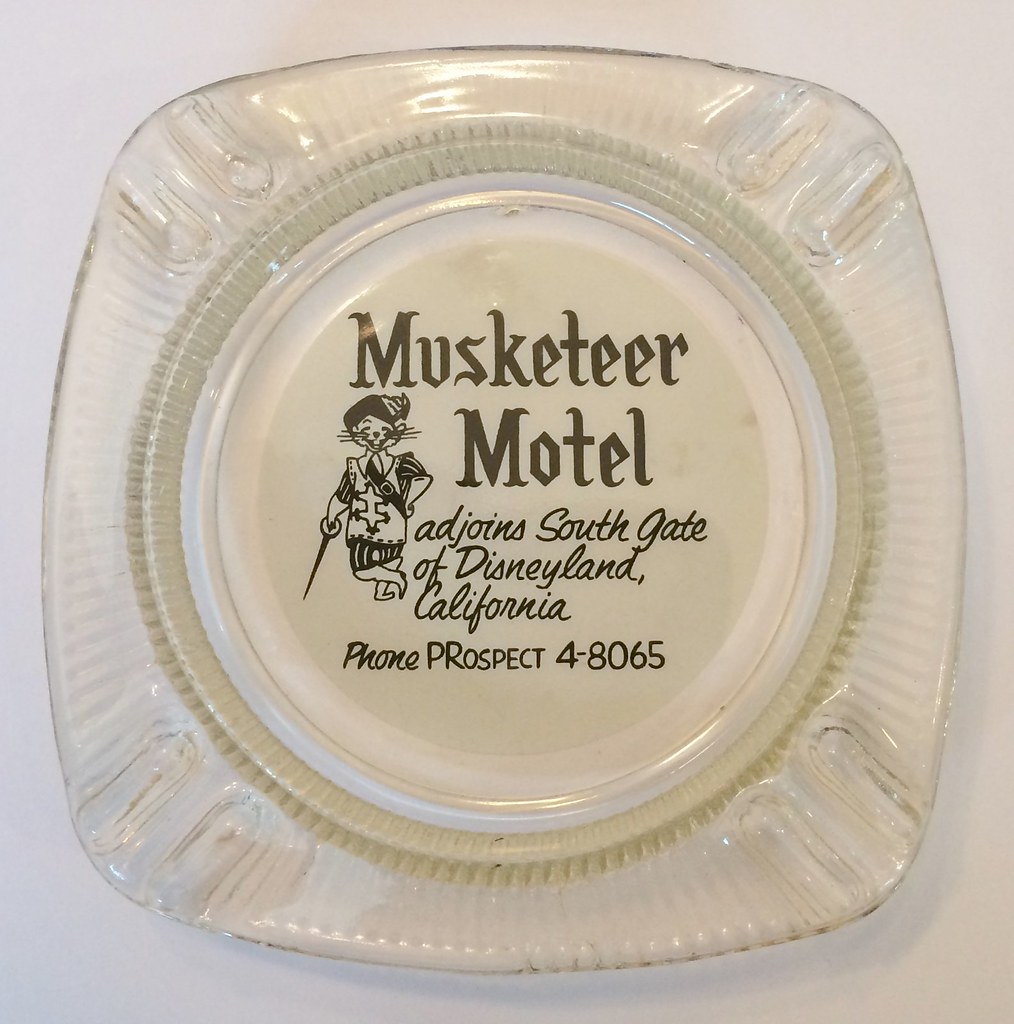 Musketeer
Motel
adjoins South Gate
of Disneyland,
California
Phone PROSPECT 4-8065